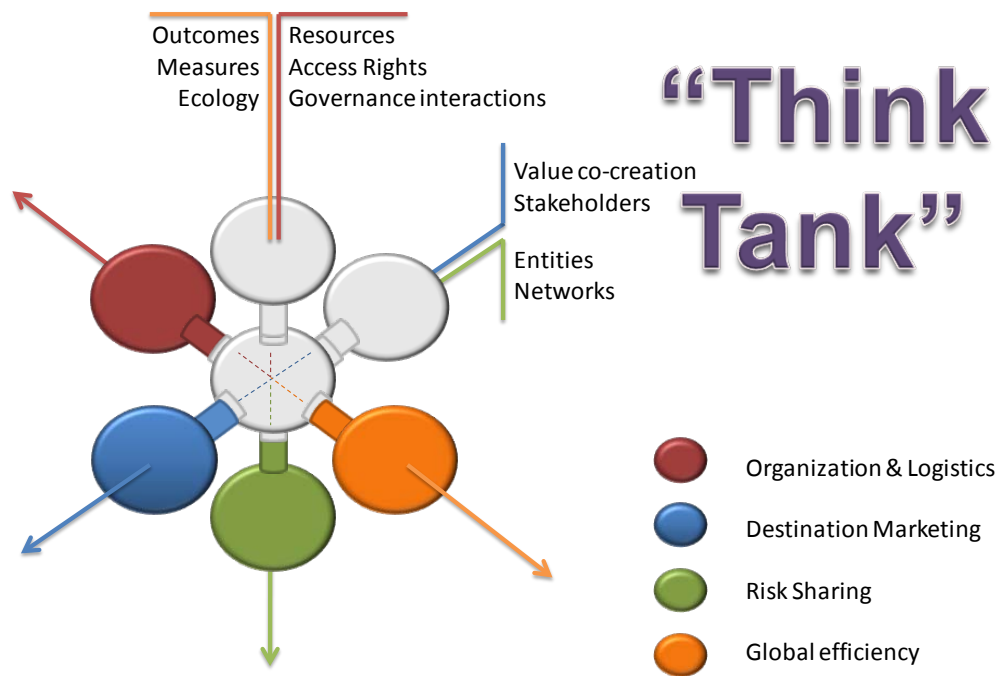 Outcomes
Measures
Ecology
Resources
Access Rights
Governance interactions
“Think
Tank”
Value co-creation
Stakeholders
Entities
Networks
Organization & Logistics
Destination Marketing
Risk Sharing
Global efficiency